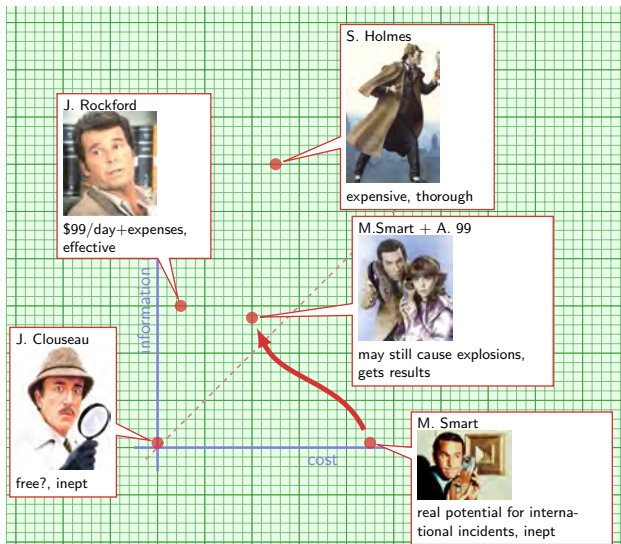 S. Holmes
expensive, thorough
J. Rockford
$99/day+expenses,
effective
M.Smart + A. 99
may still cause explosions,
gets results
information
J. Clouseau
free?, inept
cost
M. Smart
real potential for interna-
tional incidents, inept